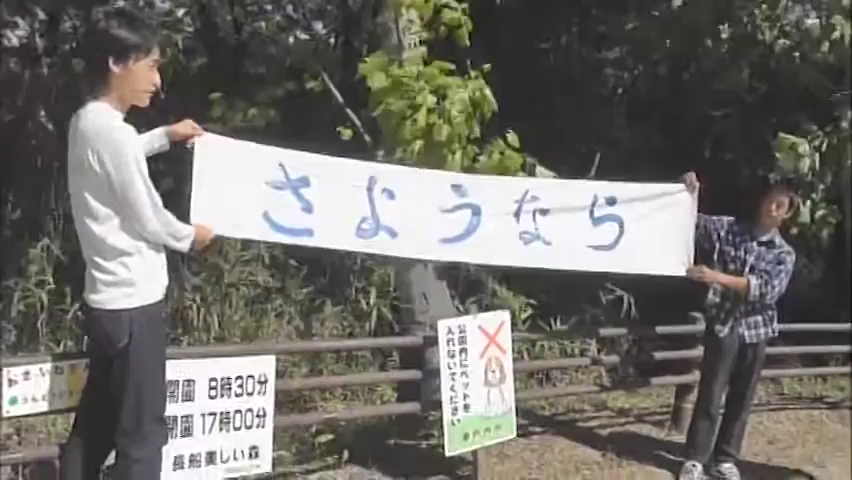 さようなら
開園 8時30分
閉園 17時00分
長船美しい森
公園内にペットを
入れないでください